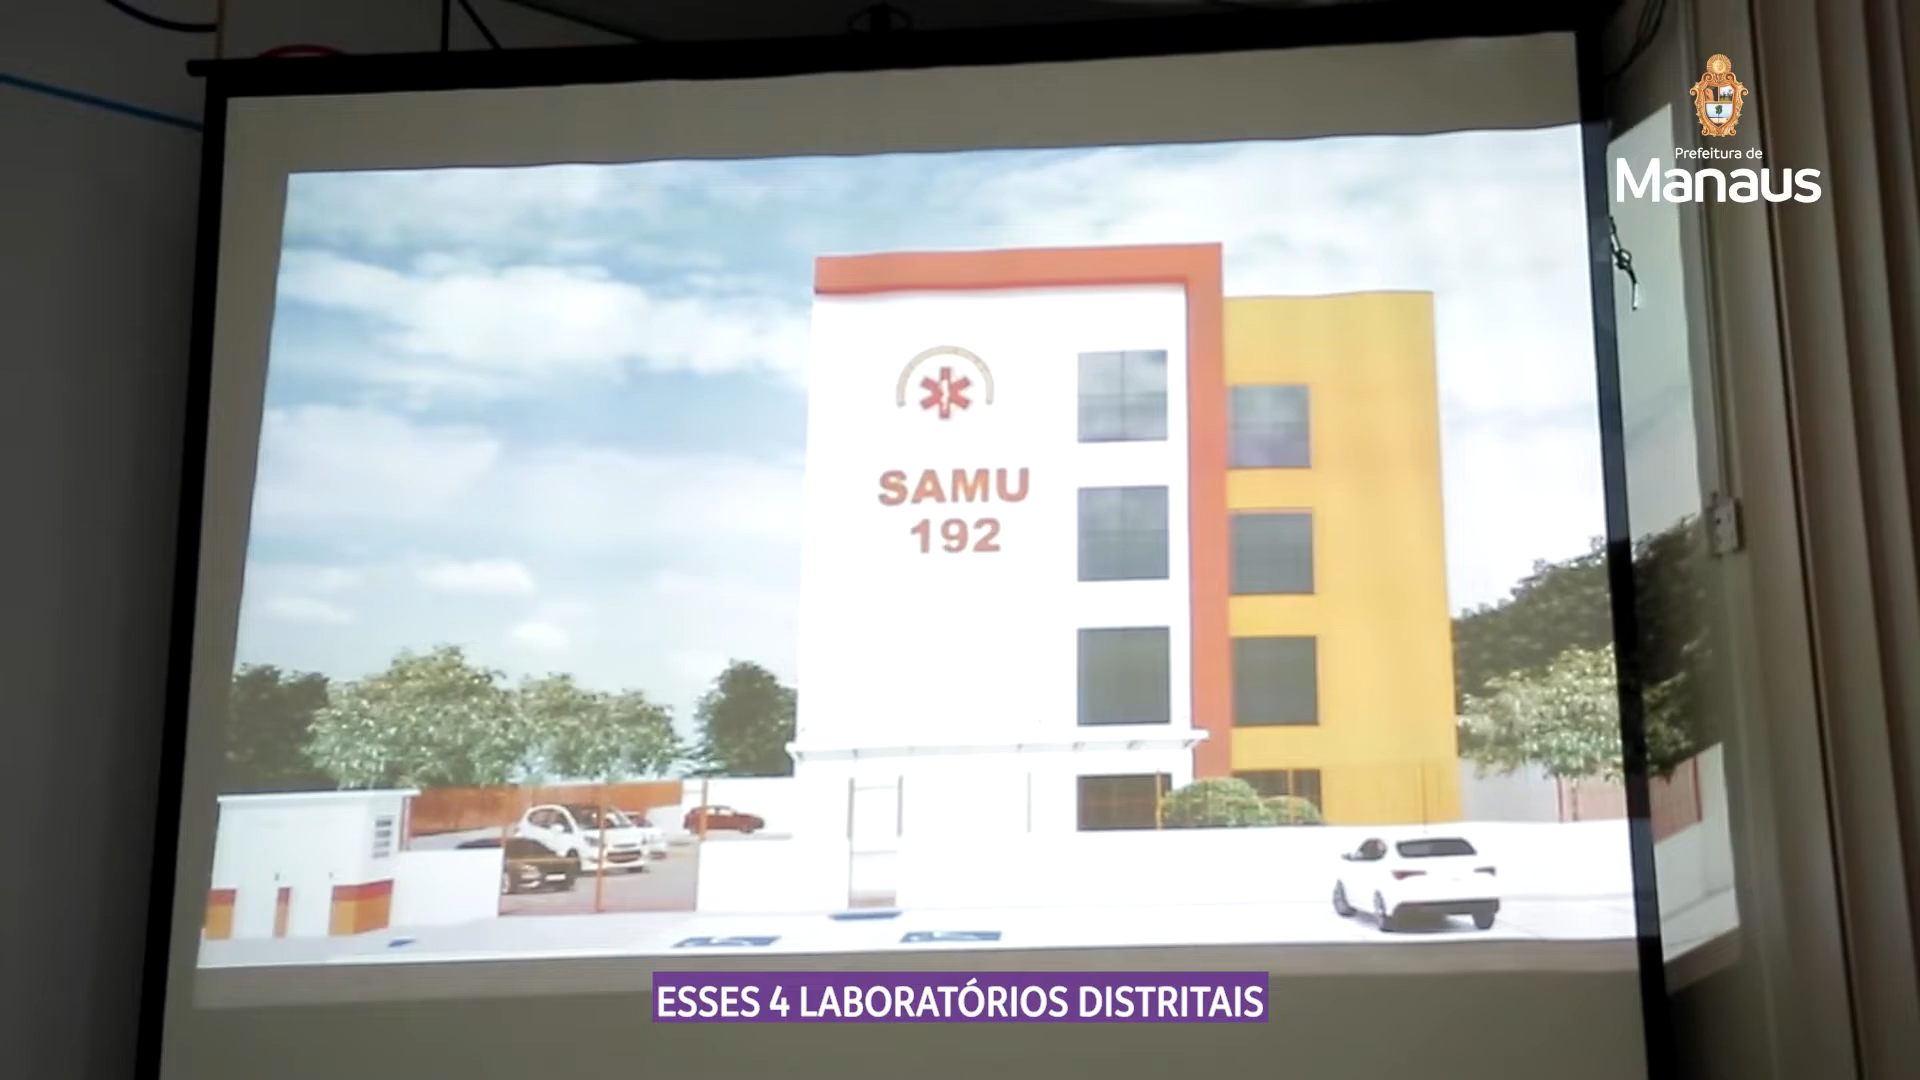 Prefeitura de
Manaus
SAMU
192
ESSES 4 LABORATÓRIOS DISTRITAIS